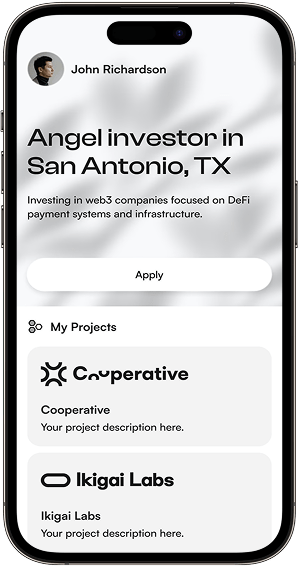 John Richardson
Angel investor in
San Antonio, TX
Investing in web3 companies focused on DeFi
payment systems and infrastructure.
Apply
My Projects
Cooperative
Cooperative
Your project description here.
Ikigai Labs
Ikigai Labs
Your project description here.